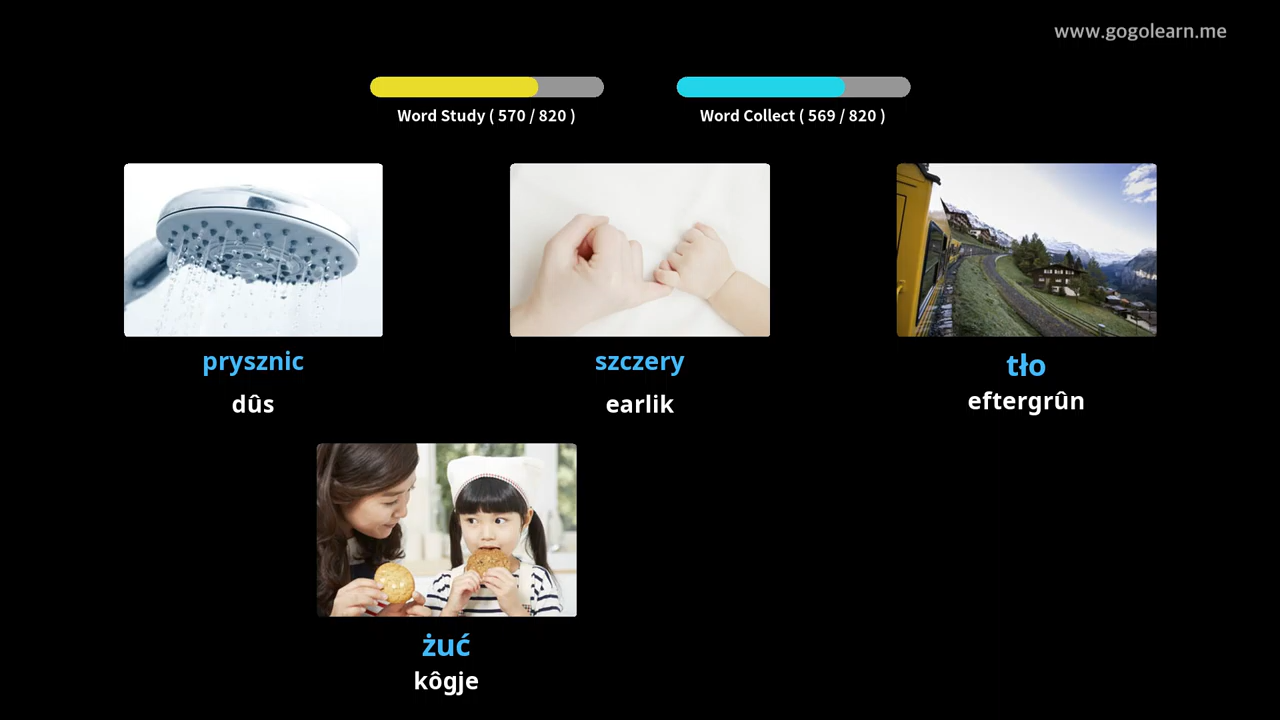 www.gogolearn.me
Word Study ( 570 / 820 )
Word Collect ( 569 / 820 )
prysznic
szczery
tło
dûs
earlik
eftergrûn
żuć
kôgje